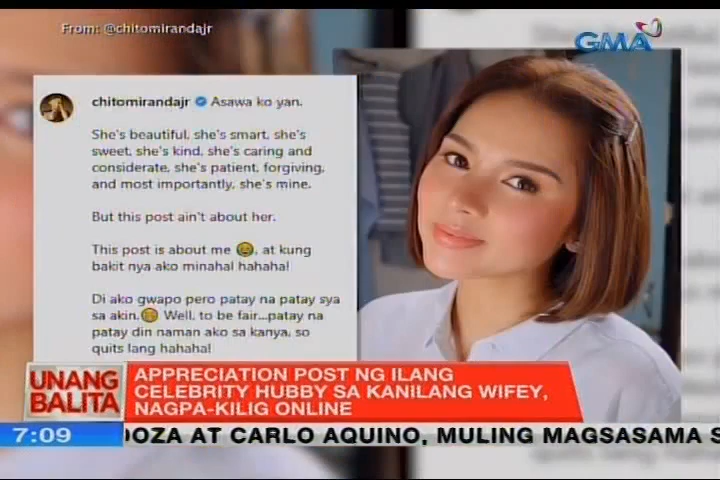 From: @chitomirandajr
GMA
chitomirandajr Asawa ko yan.
She's beautiful, she's smart, she's
sweet, she's kind, she's caring and
considerate, she's patient, forgiving,
and most importantly, she's mine.
But this post ain't about her.
This post is about me 😂, at kung
bakit nya ako minahal hahaha!
Di ako gwapo pero patay na patay sya
sa akin.😂 Well, to be fair...patay na
patay din naman ako sa kanya, so
quits lang hahaha!
UNANG
BALITA
APPRECIATION POST NG ILANG
CELEBRITY HUBBY SA KANILANG WIFEY,
NAGPA-KILIG ONLINE
7:09
DOZA AT CARLO AQUINO, MULING MAGSASAMA S